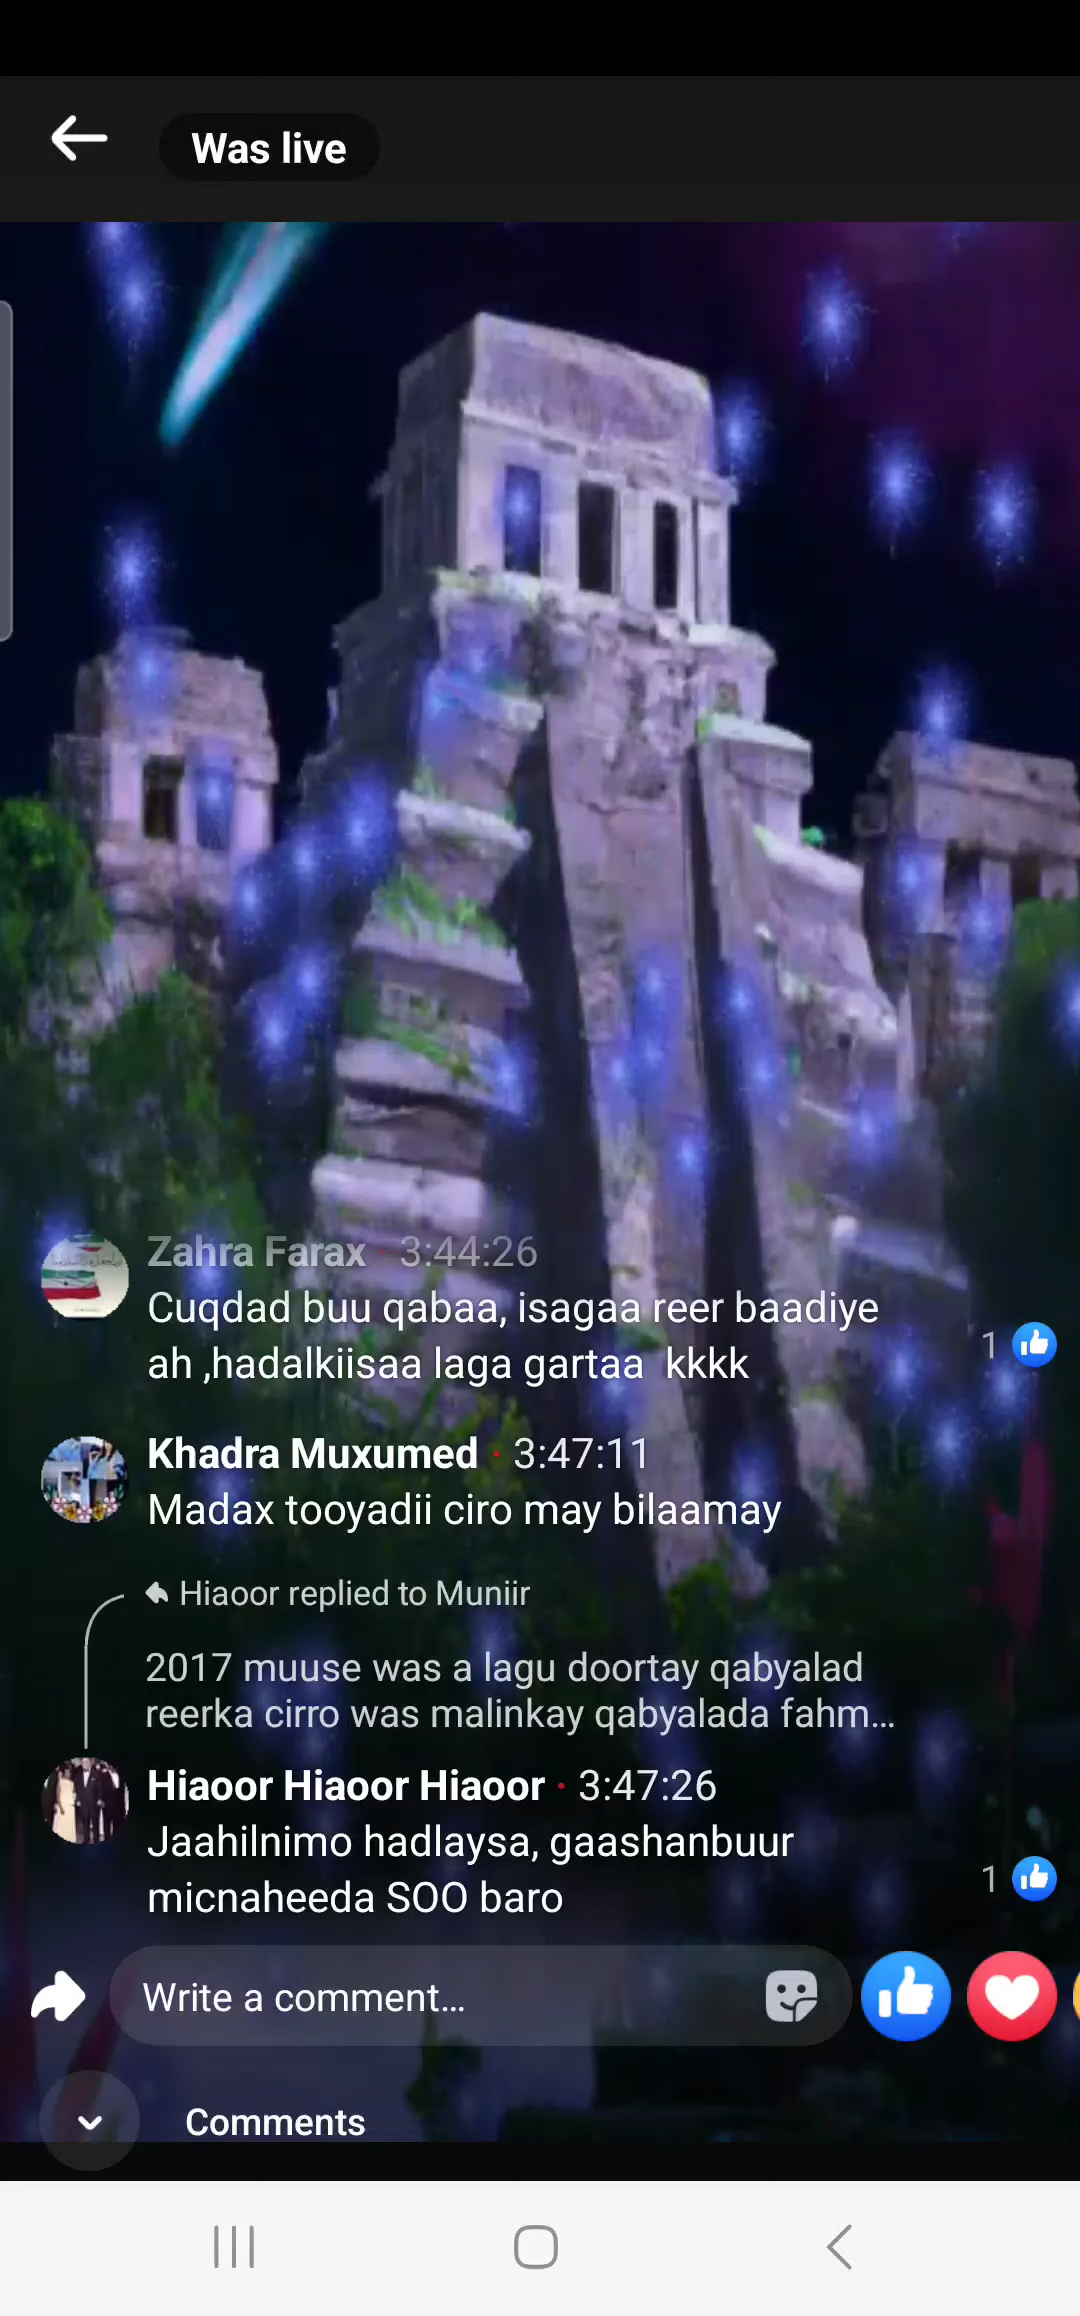 Was live
Zahra Farax · 3:44:26
Cuqdad buu qabaa, isagaa reer baadiye
ah ,hadalkiisaa laga gartaa kkkk
1
Khadra Muxumed · 3:47:11
Madax tooyadii ciro may bilaamay
Hiaoor replied to Muniir
2017 muuse was a lagu doortay qabyalad
reerka cirro was malinkay qabyalada fahm...
Hiaoor Hiaoor Hiaoor · 3:47:26
Jaahilnimo hadlaysa, gaashanbuur
micnaheeda SOO baro
1
Write a comment...
Comments